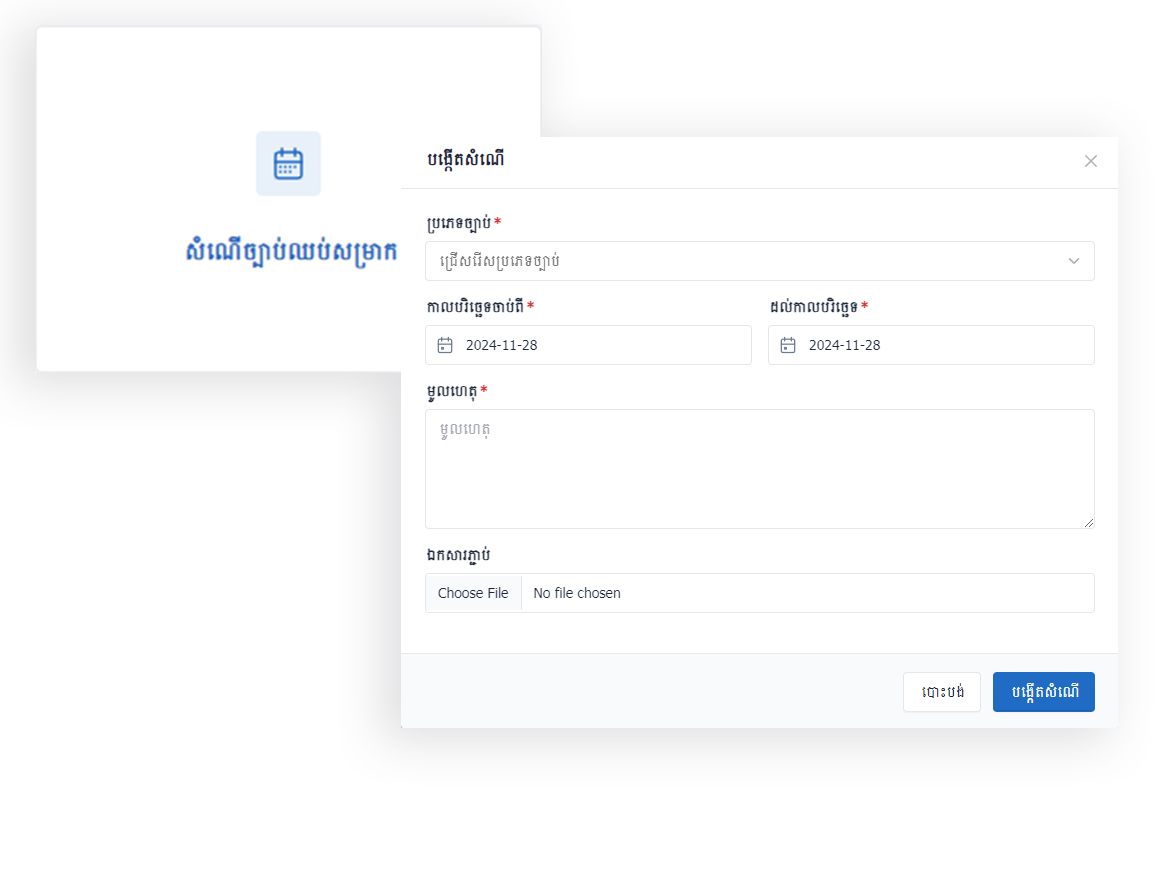 សំណើច្បាប់ឈប់សម្រាក
បង្កើតសំណើ
ប្រភេទច្បាប់ *
ជ្រើសរើសប្រភេទច្បាប់
កាលបរិច្ឆេទចាប់ពី * ដល់កាលបរិច្ឆេទ *
2024-11-28 2024-11-28
មូលហេតុ *
មូលហេតុ
ឯកសារភ្ជាប់
Choose File No file chosen
បោះបង់ បង្កើតសំណើ